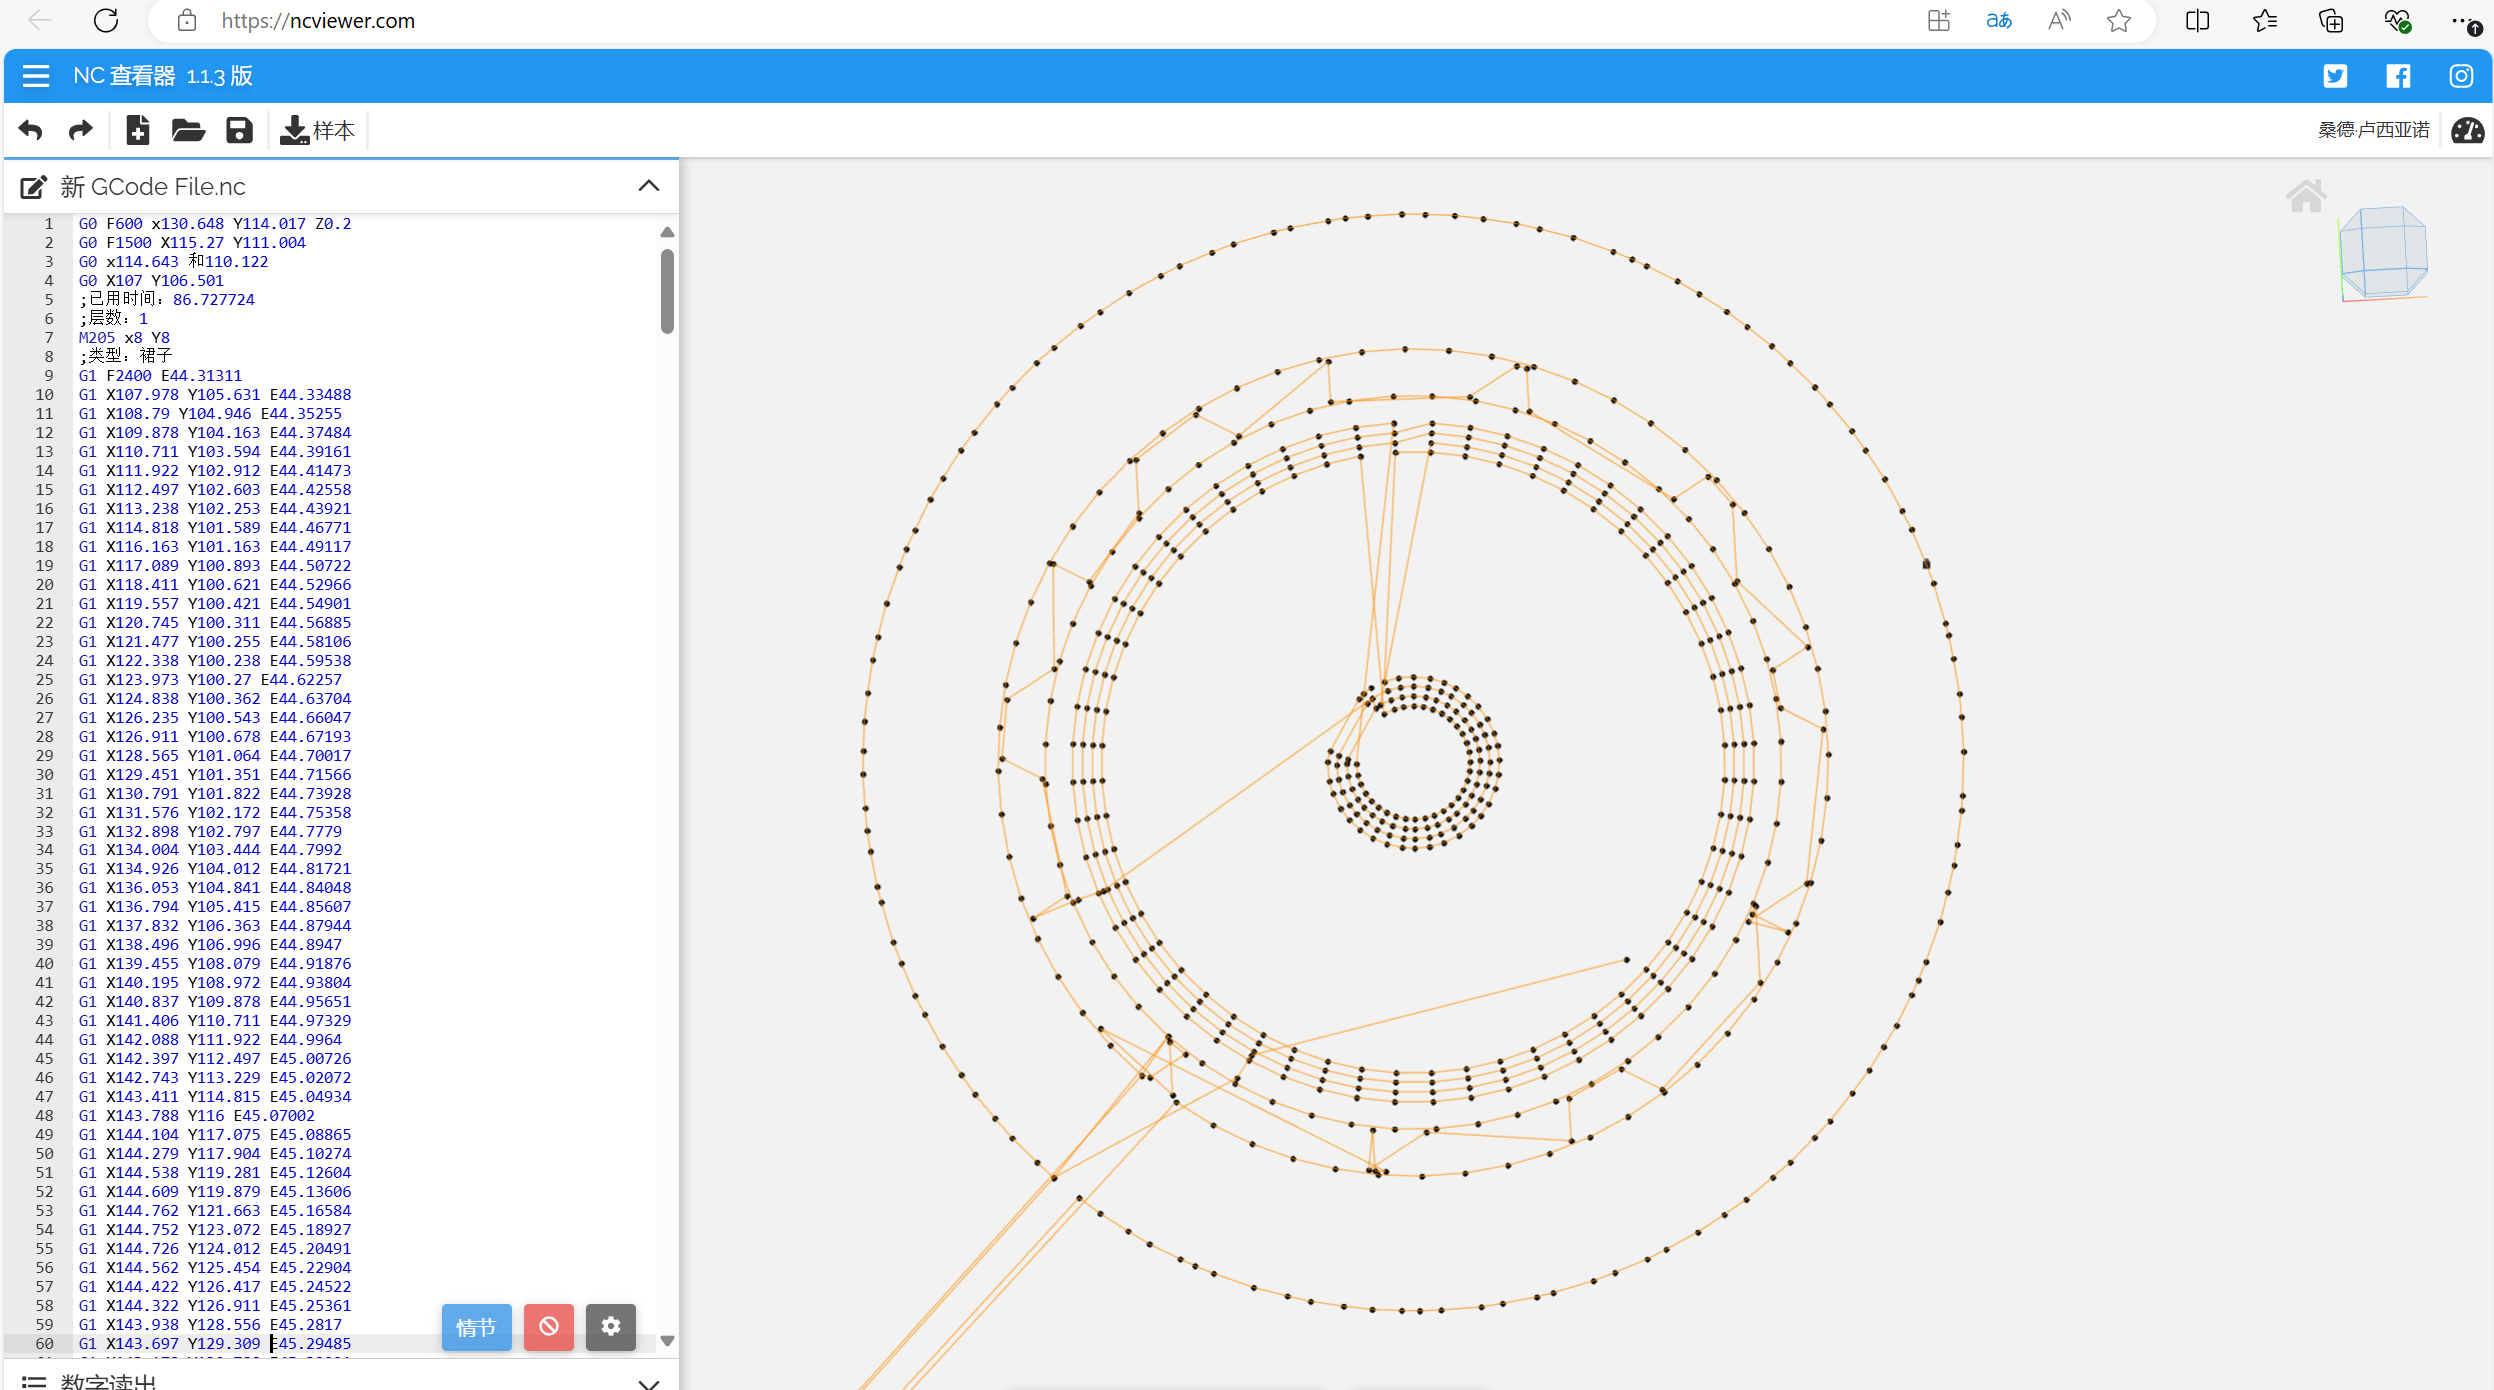 https://ncviewer.com
NC 查看器 1.1.3 版
样本
桑德·卢西亚诺
新 GCode File.nc
1 G0 F600 x130.648 Y114.017 Z0.2
2 G0 F1500 X115.27 Y111.004
3 G0 x114.643 和110.122
4 G0 X107 Y106.501
5 ;已用时间：86.727724
6 ;层数：1
7 M205 x8 Y8
8 ;类型：裙子
9 G1 F2400 E44.31311
10 G1 X107.978 Y105.631 E44.33488
11 G1 X108.79 Y104.946 E44.35255
12 G1 X109.878 Y104.163 E44.37484
13 G1 X110.711 Y103.594 E44.39161
14 G1 X111.922 Y102.912 E44.41473
15 G1 X112.497 Y102.603 E44.42558
16 G1 X113.238 Y102.253 E44.43921
17 G1 X114.818 Y101.589 E44.46771
18 G1 X116.163 Y101.163 E44.49117
19 G1 X117.089 Y100.893 E44.50722
20 G1 X118.411 Y100.621 E44.52966
21 G1 X119.557 Y100.421 E44.54901
22 G1 X120.745 Y100.311 E44.56885
23 G1 X121.477 Y100.255 E44.58106
24 G1 X122.338 Y100.238 E44.59538
25 G1 X123.973 Y100.27 E44.62257
26 G1 X124.838 Y100.362 E44.63704
27 G1 X126.235 Y100.543 E44.66047
28 G1 X126.911 Y100.678 E44.67193
29 G1 X128.565 Y101.064 E44.70017
30 G1 X129.451 Y101.351 E44.71566
31 G1 X130.791 Y101.822 E44.73928
32 G1 X131.576 Y102.172 E44.75358
33 G1 X132.898 Y102.797 E44.7779
34 G1 X134.004 Y103.444 E44.7992
35 G1 X134.926 Y104.012 E44.81721
36 G1 X136.053 Y104.841 E44.84048
37 G1 X136.794 Y105.415 E44.85607
38 G1 X137.832 Y106.363 E44.87944
39 G1 X138.496 Y106.996 E44.8947
40 G1 X139.455 Y108.079 E44.91876
41 G1 X140.195 Y108.972 E44.93804
42 G1 X140.837 Y109.878 E44.95651
43 G1 X141.406 Y110.711 E44.97329
44 G1 X142.088 Y111.922 E44.9964
45 G1 X142.397 Y112.497 E45.00726
46 G1 X142.743 Y113.229 E45.02072
47 G1 X143.411 Y114.815 E45.04934
48 G1 X143.788 Y116 E45.07002
49 G1 X144.104 Y117.075 E45.08865
50 G1 X144.279 Y117.904 E45.10274
51 G1 X144.538 Y119.281 E45.12604
52 G1 X144.609 Y119.879 E45.13606
53 G1 X144.762 Y121.663 E45.16584
54 G1 X144.752 Y123.072 E45.18927
55 G1 X144.726 Y124.012 E45.20491
56 G1 X144.562 Y125.454 E45.22904
57 G1 X144.422 Y126.417 E45.24522
58 G1 X144.322 Y126.911 E45.25361
59 G1 X143.938 Y128.556 E45.2817
60 G1 X143.697 Y129.309 E45.29485
情节
数字读出